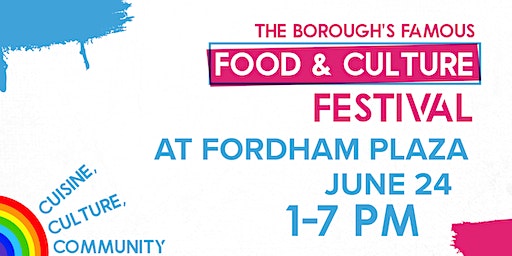 THE BOROUGH'S FAMOUS
FOOD & CULTURE
FESTIVAL
AT FORDHAM PLAZA
JUNE 24
1-7 PM
CUISINE,
CULTURE,
COMMUNITY